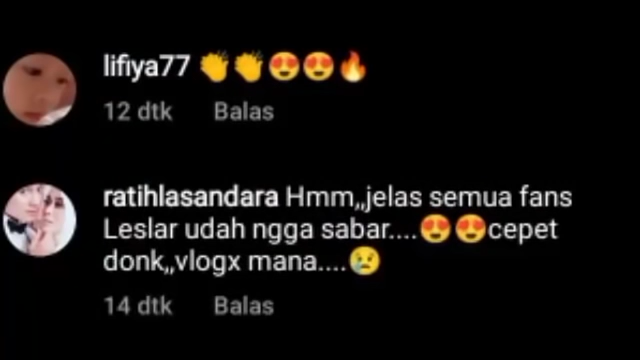 lifiya77 👏👏😍😍🔥
12 dtk Balas
ratihlasandara Hmm,,jelas semua fans
Leslar udah ngga sabar....😍😍cepet
donk,,vlogx mana....😢
14 dtk Balas